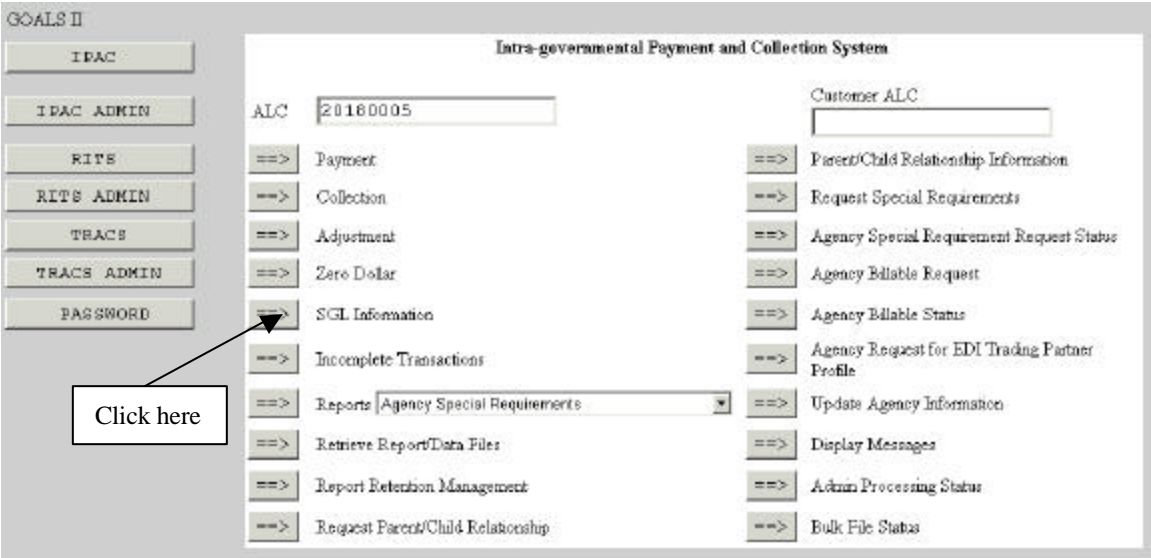 GOALS II
IPAC
IPAC ADMIN
RITS
RITS ADMIN
TRACS
TRACS ADMIN
PASSWORD
Click here
Intra-governmental Payment and Collection System
ALC 20180005
Customer ALC
==> Payment
==> Collection
==> Adjustment
==> Zero Dollar
==> SGL Information
==> Incomplete Transactions
==> Reports Agency Special Requirements
==> Retrieve Report/Data Files
==> Report Retention Management
==> Request Parent/Child Relationship
==> Parent/Child Relationship Information
==> Request Special Requirements
==> Agency Special Requirement Request Status
==> Agency Billable Request
==> Agency Billable Status
==> Agency Request for EDI Trading Partner
Profile
==> Update Agency Information
==> Display Messages
==> Admin Processing Status
==> Bulk File Status